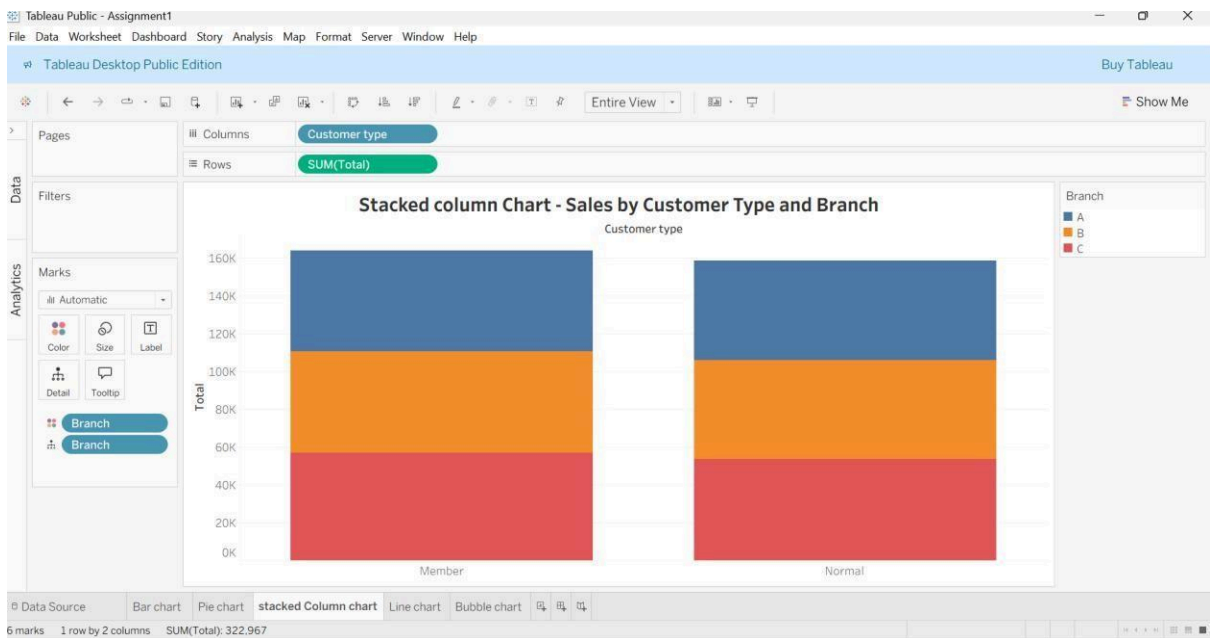 Tableau Public - Assignment1
File Data Worksheet Dashboard Story Analysis Map Format Server Window Help
Tableau Desktop Public Edition
Buy Tableau
Entire View
Show Me
Data
Analytics
Pages
Filters
Marks
Automatic
Color Size Label
Detail Tooltip
Branch
Branch
Columns Customer type
Rows SUM(Total)
Stacked column Chart - Sales by Customer Type and Branch
Customer type
Total
160K
140K
120K
100K
80K
60K
40K
20K
0K
Member Normal
Branch
A
B
C
Data Source Bar chart Pie chart stacked Column chart Line chart Bubble chart
6 marks 1 row by 2 columns SUM(Total): 322,967